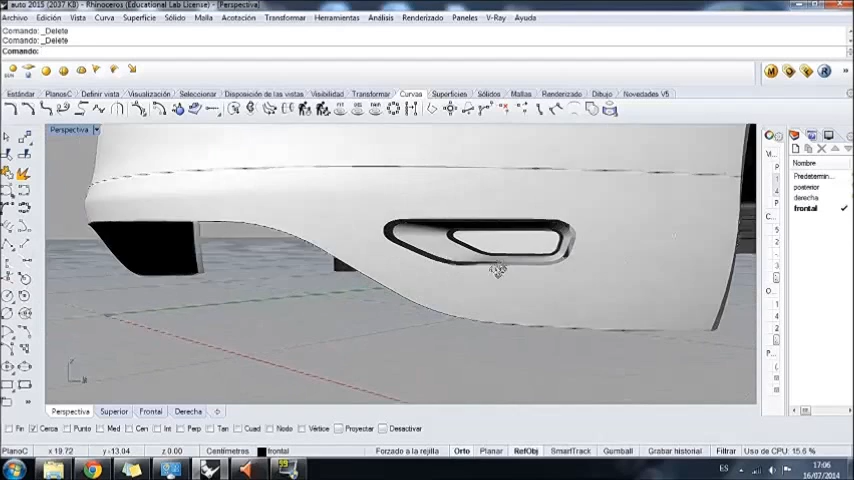 auto 2015 (2037 KB) - Rhinoceros (Educational Lab License) - [Perspectiva]
Archivo Edición Vista Curva Superficie Sólido Malla Acotación Transformar Herramientas Análisis Renderizado Paneles V-Ray Ayuda
Comando: _Delete
Comando: _Delete
Comando:
Estándar PlanosC Definir vista Visualización Seleccionar Disposición de las vistas Visibilidad Transformar Curvas Superficies Sólidos Mallas Renderizado Dibujo Novedades V5
Perspectiva
Nombre
Predetermin...
posterior
derecha
frontal
Perspectiva Superior Frontal Derecha
Fin Cerca Punto Med Cen Int Perp Tan Cuad Nodo Vértice Proyectar Desactivar
PlanoC x 19.72 y -13.04 z 0.00 Centímetros frontal Forzado a la rejilla Orto Planar RefObj SmartTrack Gumball Grabar historial Filtrar Uso de CPU: 15.6 %
ES 17:06
16/07/2014